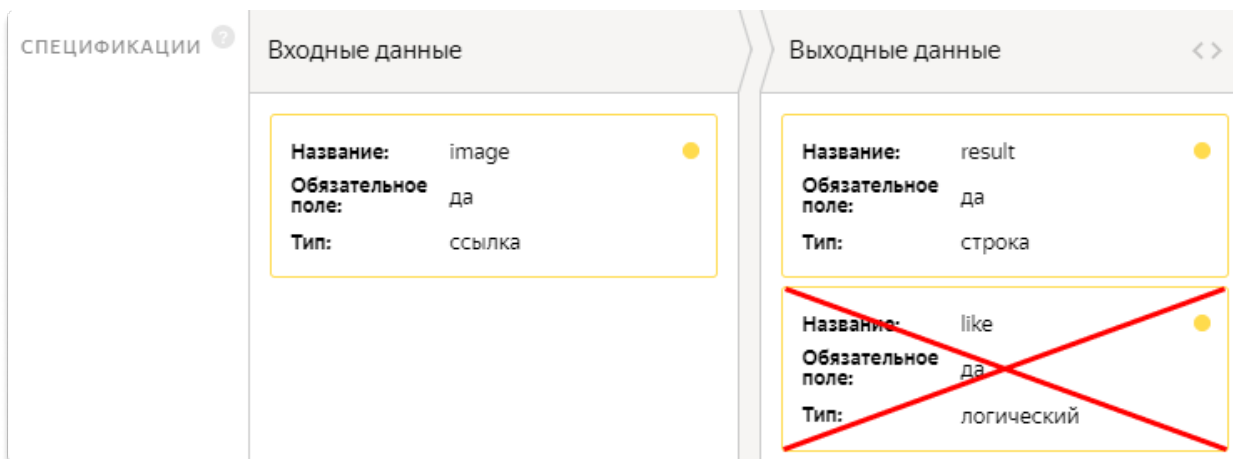 СПЕЦИФИКАЦИИ ?
Входные данные
Выходные данные < >
Название: image
Обязательное
поле: да
Тип: ссылка
Название: result
Обязательное
поле: да
Тип: строка
Название: like
Обязательное
поле: да
Тип: логический